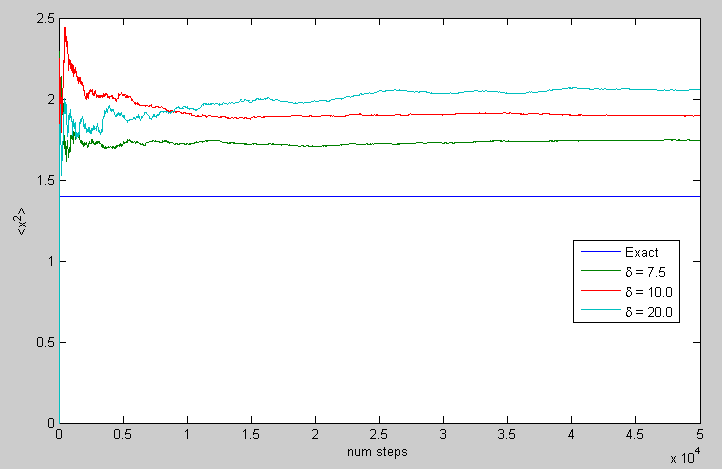 2.5
2
1.5
1
0.5
0
<x²>
Exact
δ = 7.5
δ = 10.0
δ = 20.0
0 0.5 1 1.5 2 2.5 3 3.5 4 4.5 5
num steps
x 10⁴